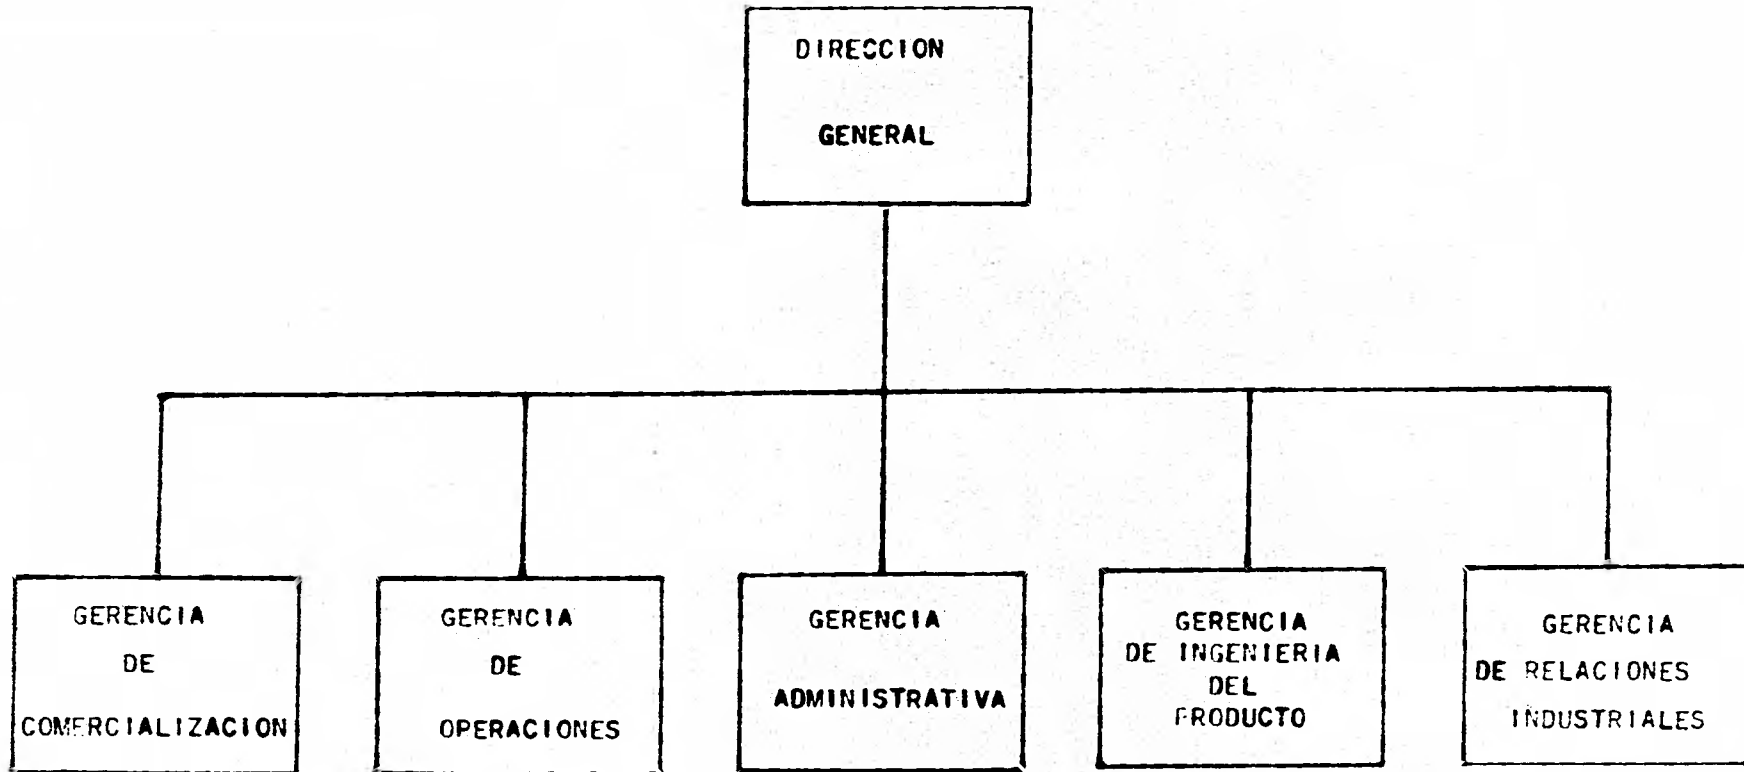 DIRECCION
GENERAL
GERENCIA
DE
COMERCIALIZACION
GERENCIA
DE
OPERACIONES
GERENCIA
ADMINISTRATIVA
GERENCIA
DE INGENIERIA
DEL
PRODUCTO
GERENCIA
DE RELACIONES
INDUSTRIALES